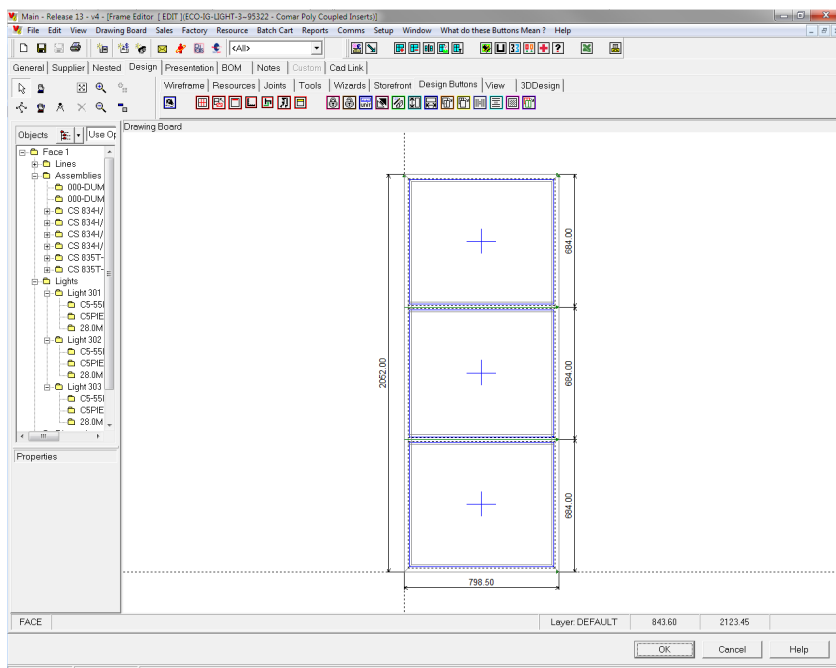 Main - Release 13 - v4 - [Frame Editor [ EDIT ](ECO-IG-LIGHT-3~95322 - Comar Poly Coupled Inserts)]
File Edit View Drawing Board Sales Factory Resource Batch Cart Reports Comms Setup Window What do these Buttons Mean ? Help
<All>
General Supplier Nested Design Presentation BOM Notes Custom Cad Link
Wireframe Resources Joints Tools Wizards Storefront Design Buttons View 3DDesign
Objects Use Op
Drawing Board
Face 1
Lines
Assemblies
000-DUM
000-DUM
CS 834-I/
CS 834-I/
CS 834-I/
CS 834-I/
CS 835T-
CS 835T-
Lights
Light 301
C5-55I
C5PIE
28.0M
Light 302
C5-55I
C5PIE
28.0M
Light 303
C5-55I
C5PIE
28.0M
Properties
684.00
684.00
2052.00
684.00
798.50
FACE Layer: DEFAULT 843.60 2123.45
OK Cancel Help